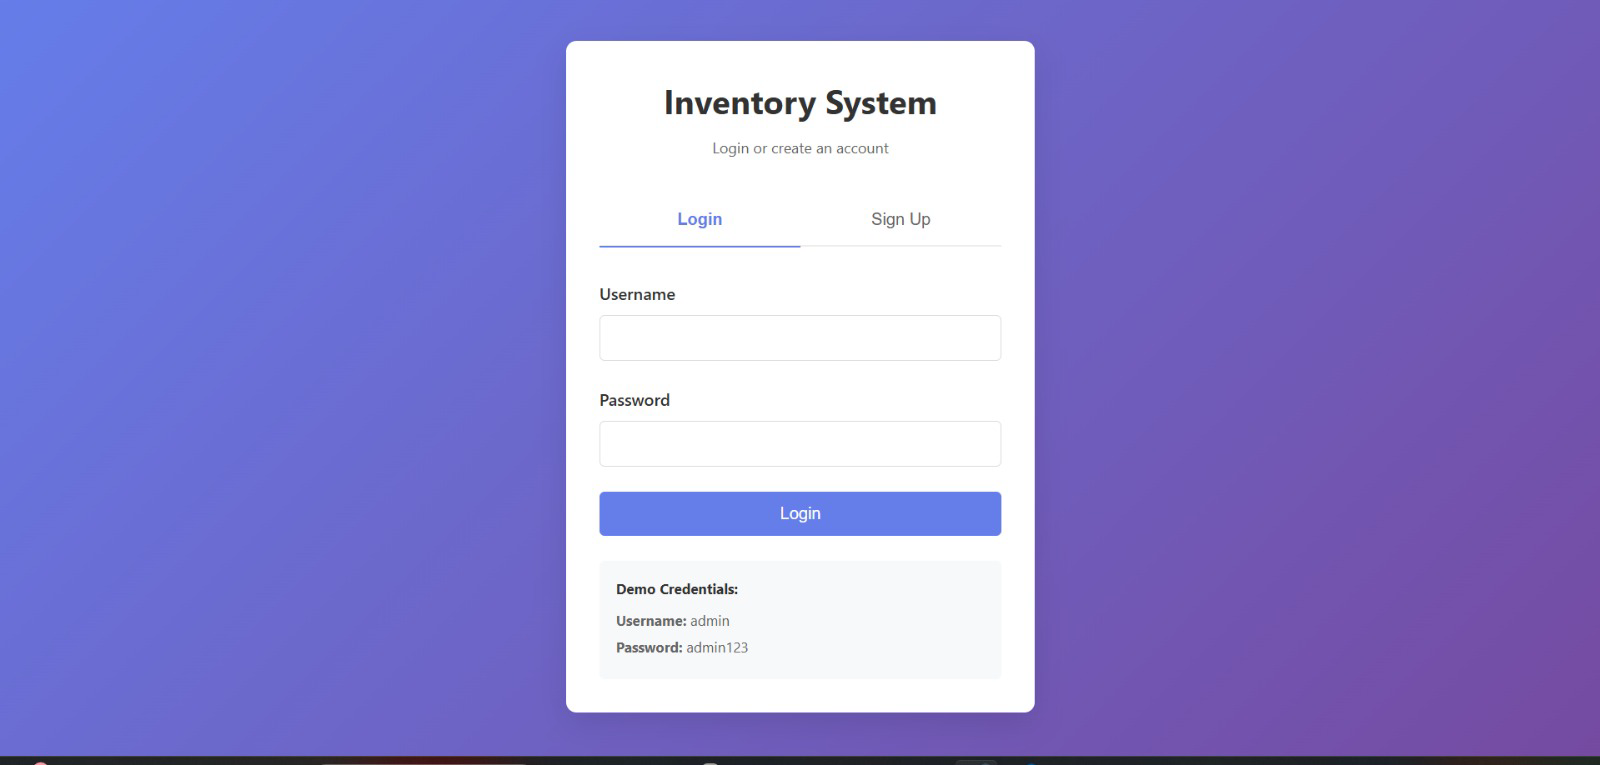 Inventory System
Login or create an account
Login
Sign Up
Username
Password
Login
Demo Credentials:
Username: admin
Password: admin123